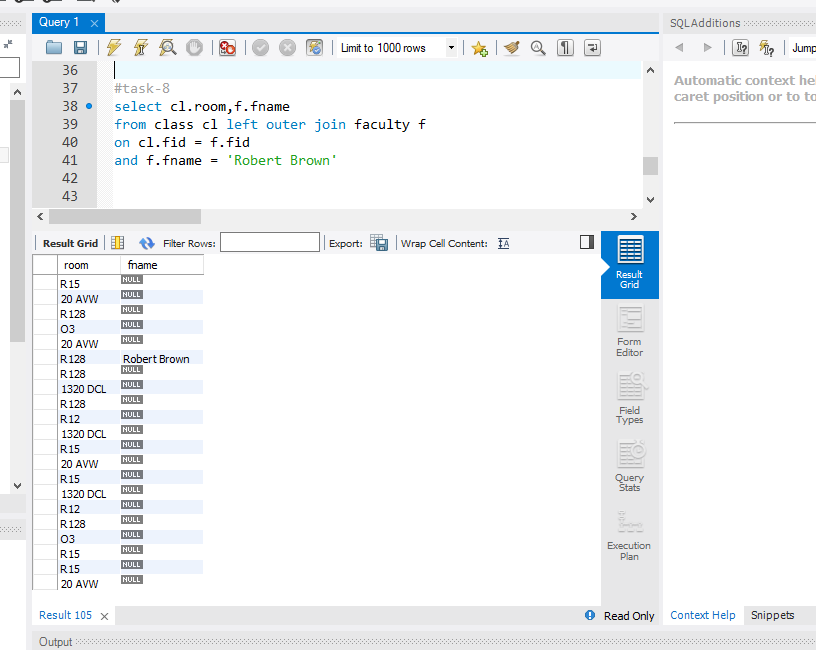 Query 1
SQLAdditions
Limit to 1000 rows
Jump
36
37 #task-8
38 select cl.room,f.fname
39 from class cl left outer join faculty f
40 on cl.fid = f.fid
41 and f.fname = 'Robert Brown'
42
43
Automatic context hel
caret position or to to
Result Grid Filter Rows: Export: Wrap Cell Content:
room fname
R15 NULL
20 AVW NULL
R128 NULL
O3 NULL
20 AVW NULL
R128 Robert Brown
R128 NULL
1320 DCL NULL
R128 NULL
R12 NULL
1320 DCL NULL
R15 NULL
20 AVW NULL
R15 NULL
1320 DCL NULL
R12 NULL
R128 NULL
O3 NULL
R15 NULL
R15 NULL
20 AVW NULL
Result
Grid
Form
Editor
Field
Types
Query
Stats
Execution
Plan
Result 105
Read Only
Context Help Snippets
Output